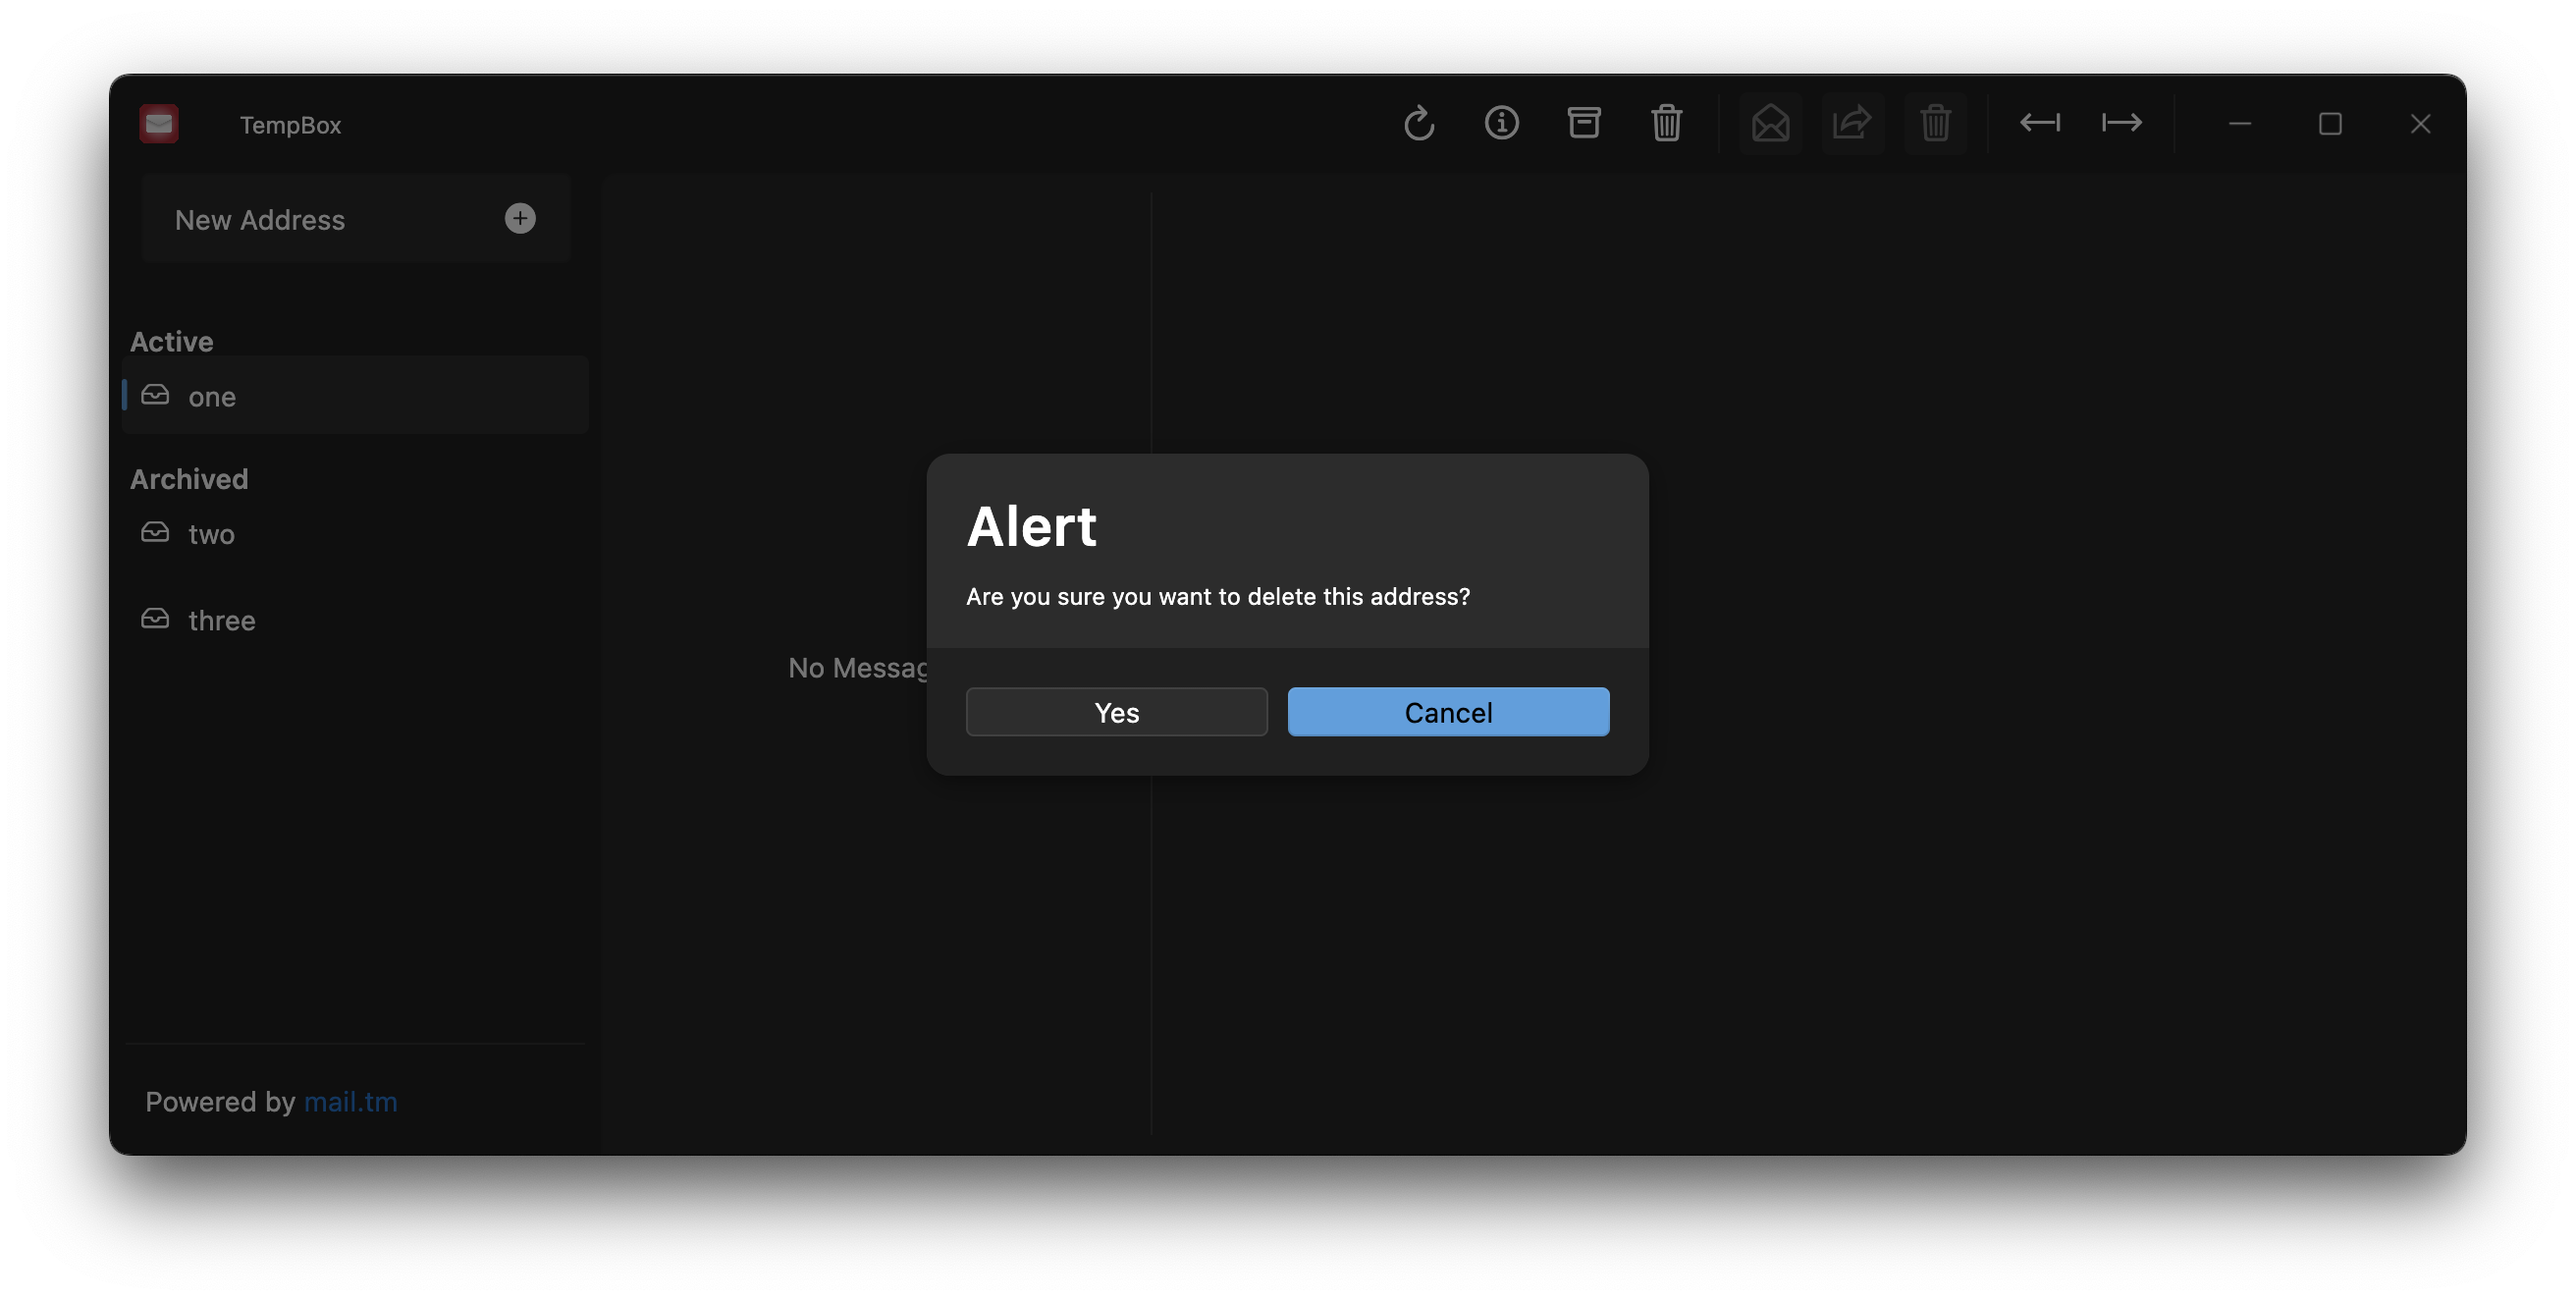 TempBox
New Address
Active
one
Archived
two
three
No Messag
Alert
Are you sure you want to delete this address?
Yes
Cancel
Powered by mail.tm